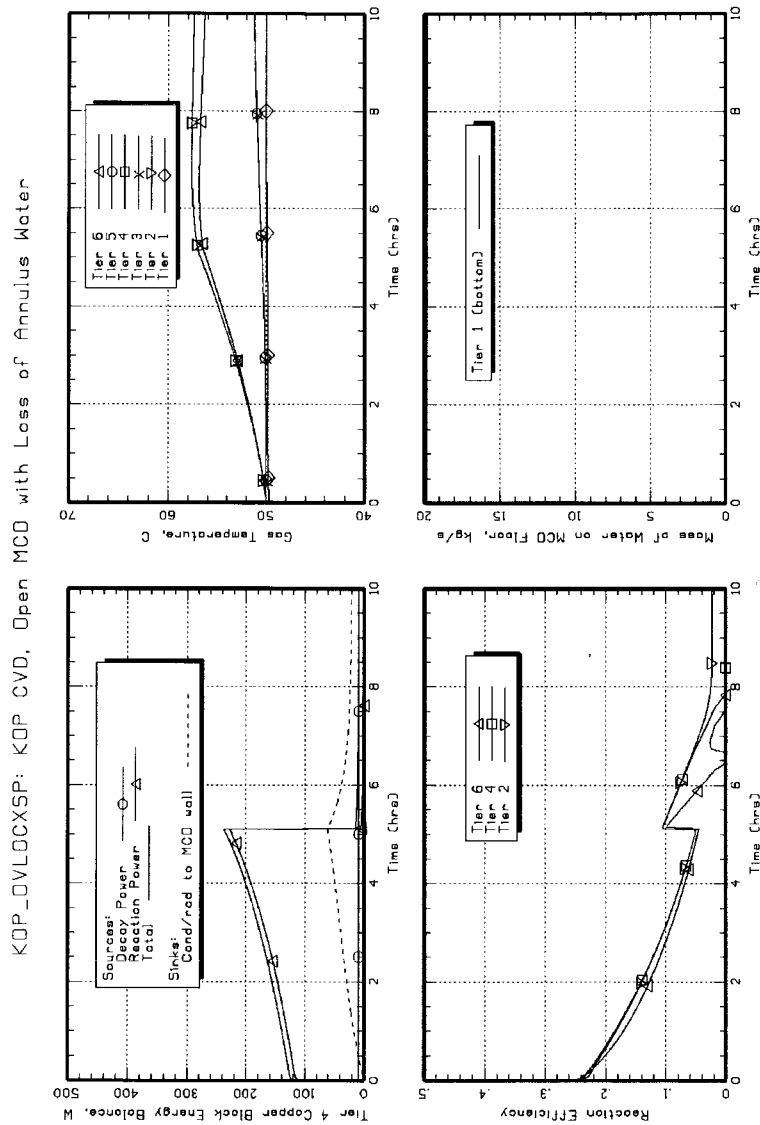 KOP_OVLOCXSP: KOP CVD, Open MCO with Loss of Annulus Water
500
400
300
200
100
0
Tier 4 Copper Block Energy Balance, W
Sources:
Decay Power
Reaction Power
Total
Sinks:
Cond/rad to MCO wall
0
2
4
6
8
10
Time (hrs)
70
60
50
40
Gas Temperature, C
Tier 6
Tier 5
Tier 4
Tier 3
Tier 2
Tier 1
0
2
4
6
8
10
Time (hrs)
.5
.4
.3
.2
.1
0
Reaction Efficiency
Tier 6
Tier 4
Tier 2
0
2
4
6
8
10
Time (hrs)
20
15
10
5
0
Mass of Water on MCO Floor, kg/s
Tier 1 (bottom)
0
2
4
6
8
10
Time (hrs)